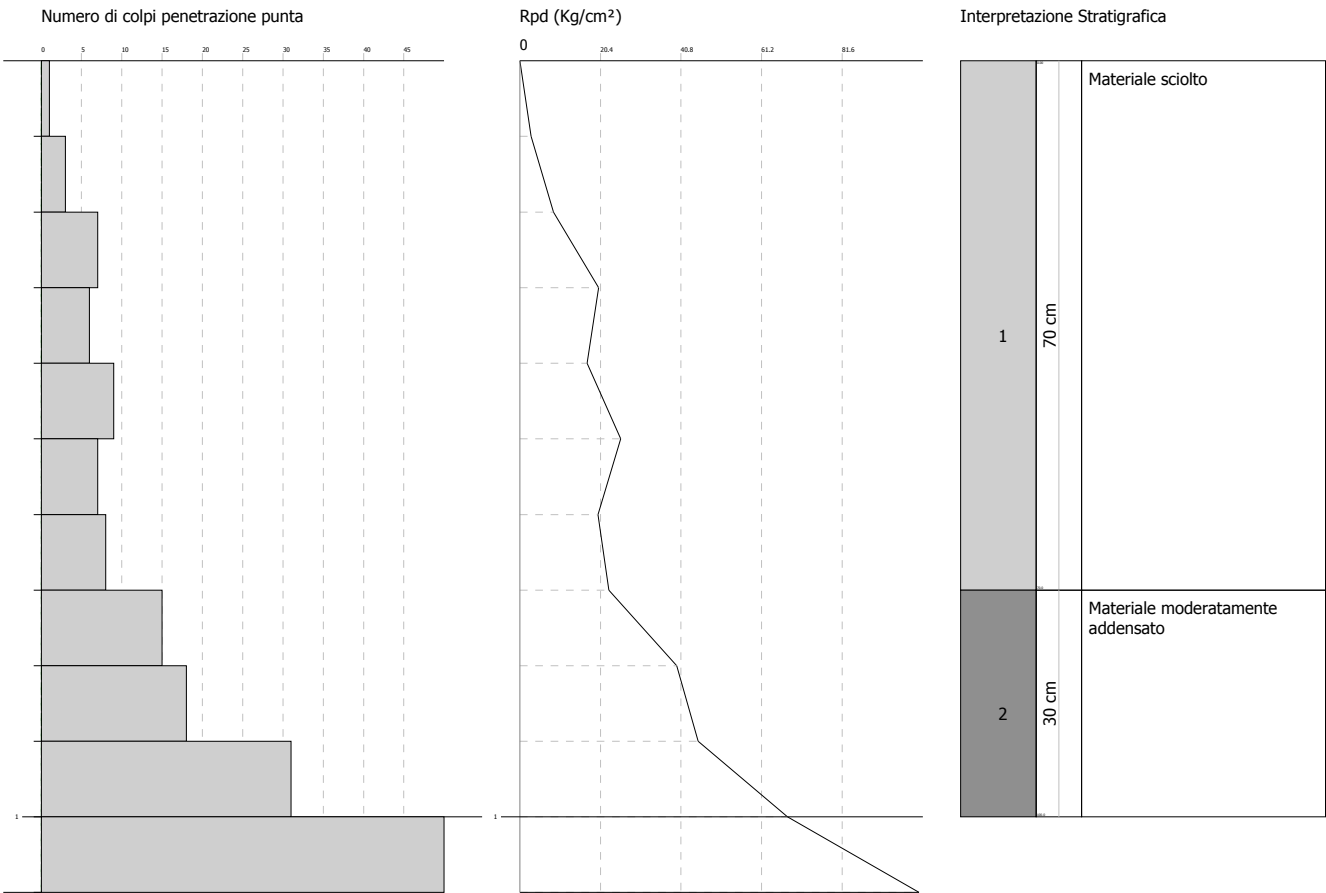 Numero di colpi penetrazione punta
0 5 10 15 20 25 30 35 40 45
1
Rpd (Kg/cm²)
0 20.4 40.8 61.2 81.6
1
Interpretazione Stratigrafica
1
70 cm
Materiale sciolto
2
30 cm
Materiale moderatamente
addensato